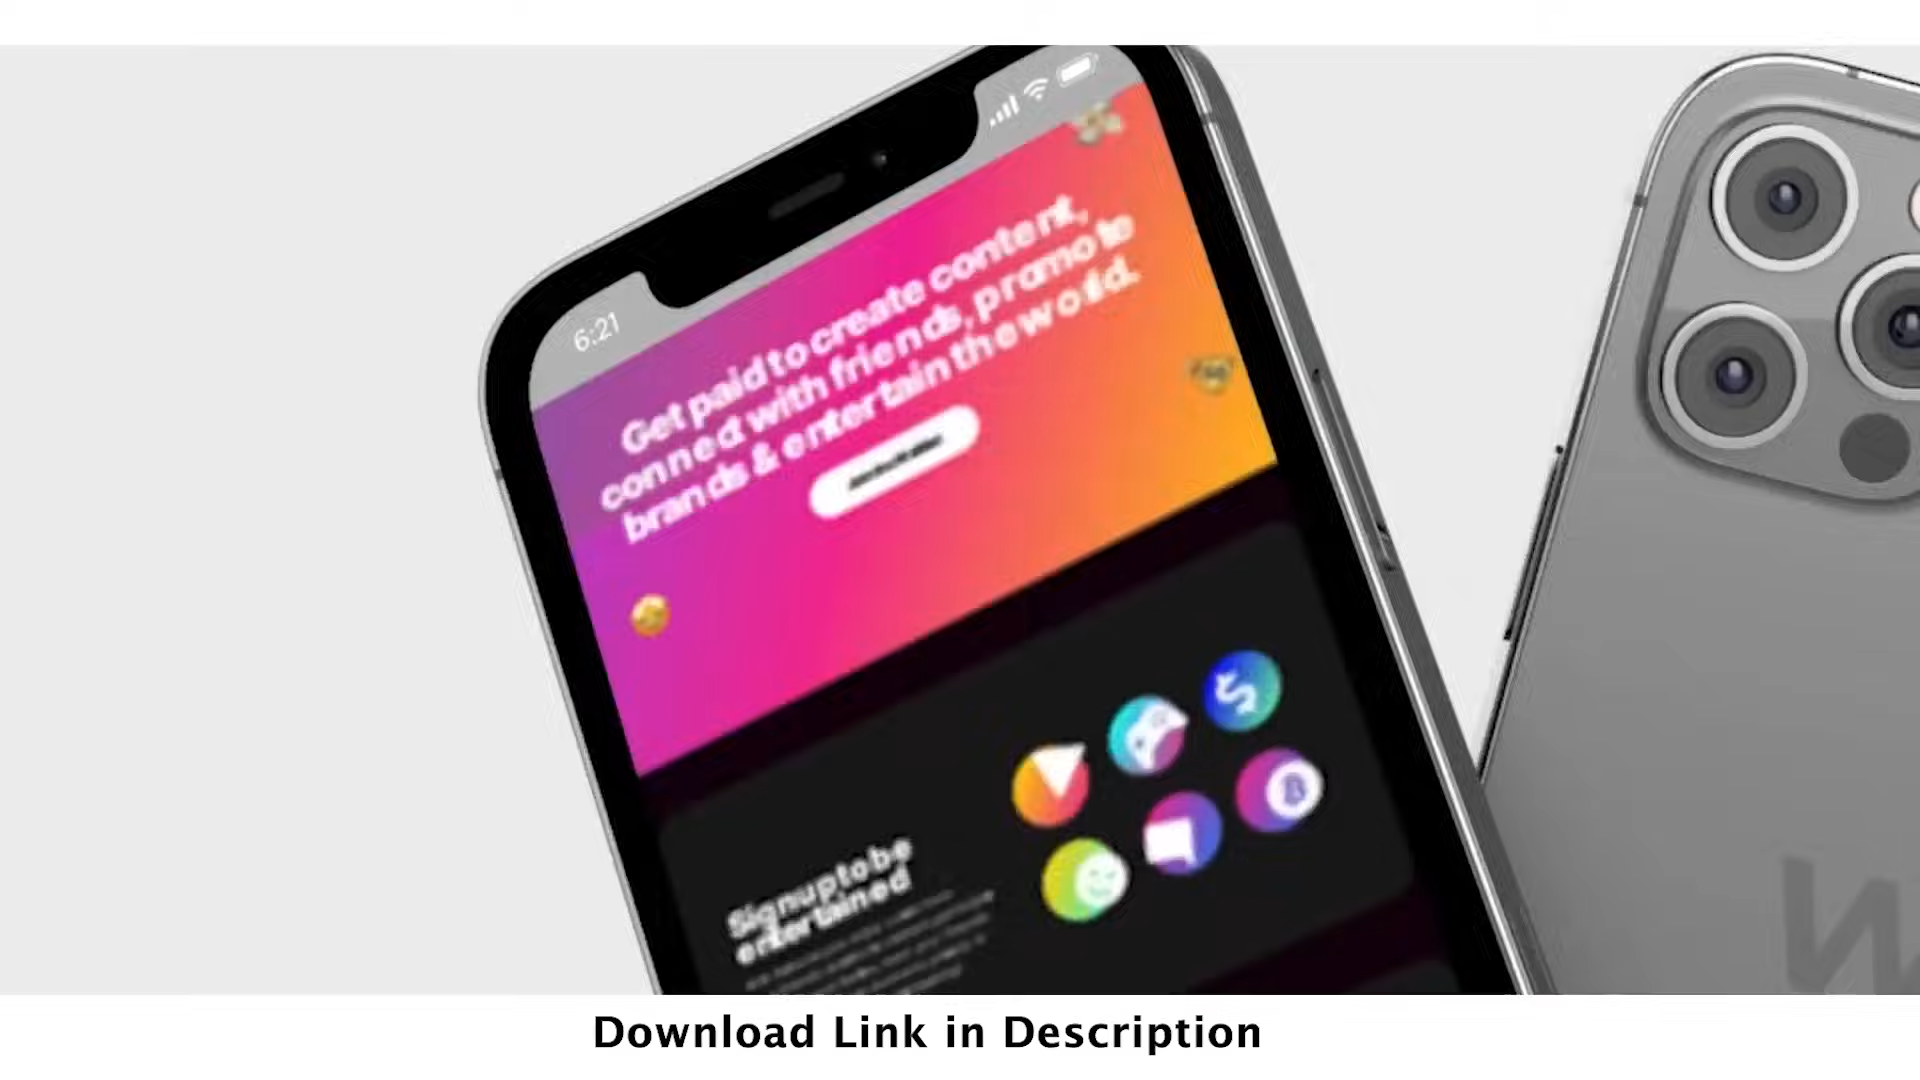 6:21
Get paid to create content,
connect with friends, promote
brands & entertain the world.
Sign up to be
entertained
Download Link in Description